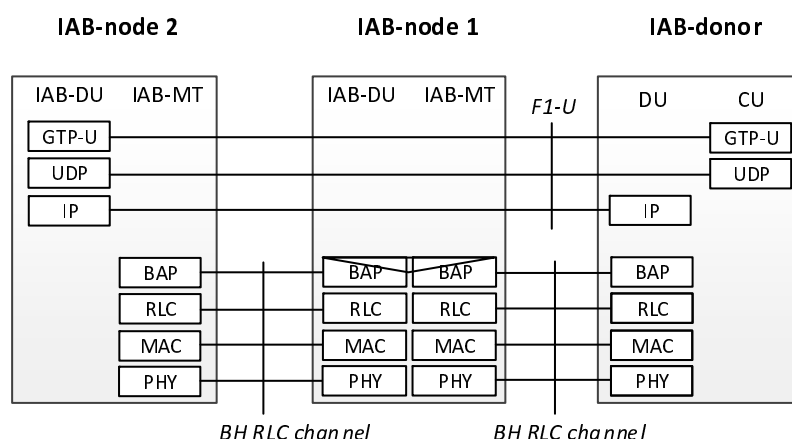 IAB-node 2 IAB-node 1 IAB-donor
IAB-DU IAB-MT IAB-DU IAB-MT F1-U DU CU
GTP-U GTP-U
UDP UDP
IP IP
BAP BAP BAP BAP
RLC RLC RLC RLC
MAC MAC MAC MAC
PHY PHY PHY PHY
BH RLC channel BH RLC channel